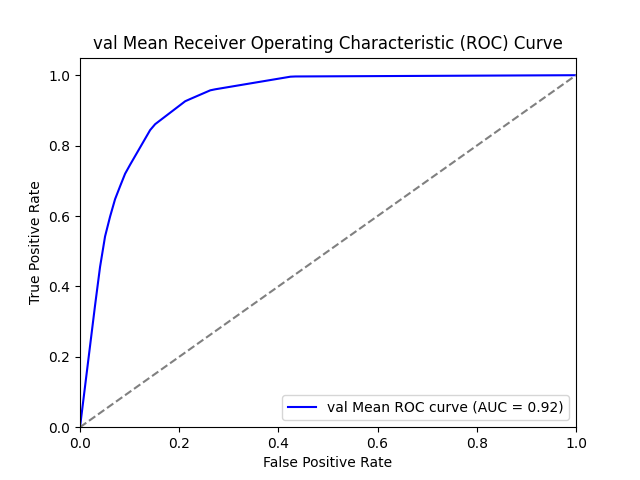 val Mean Receiver Operating Characteristic (ROC) Curve
1.0
0.8
0.6
0.4
0.2
0.0
True Positive Rate
val Mean ROC curve (AUC = 0.92)
0.0 0.2 0.4 0.6 0.8 1.0
False Positive Rate